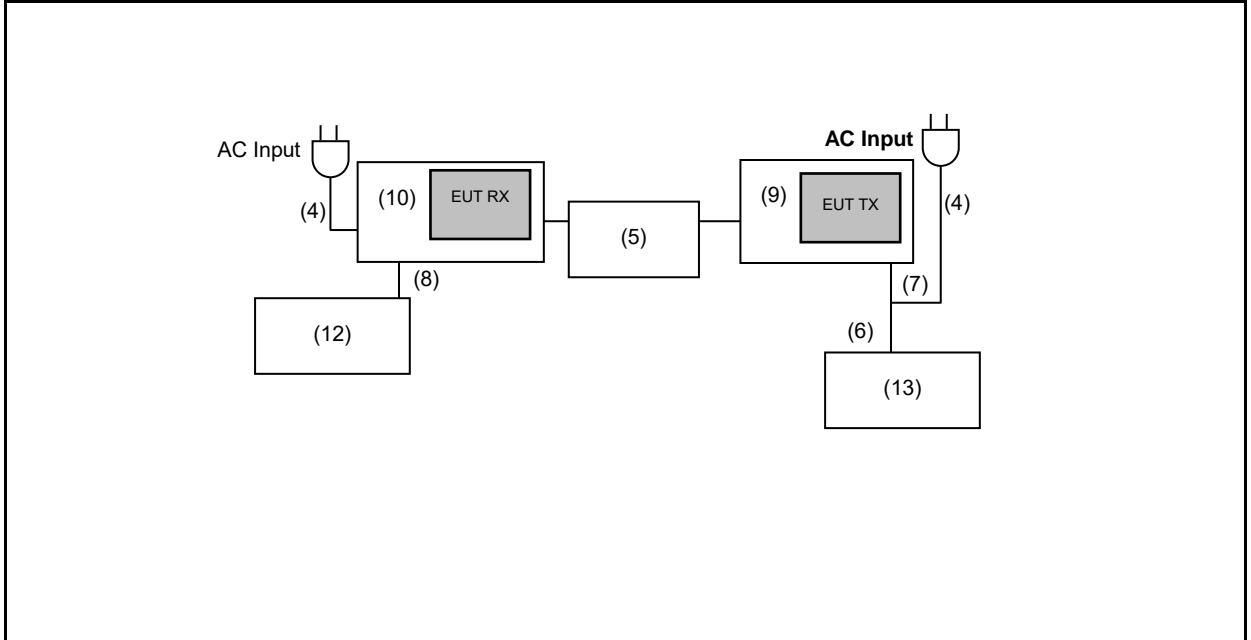 AC Input
AC Input
(4)
(10)
EUT RX
(9)
EUT TX
(4)
(5)
(8)
(7)
(12)
(6)
(13)